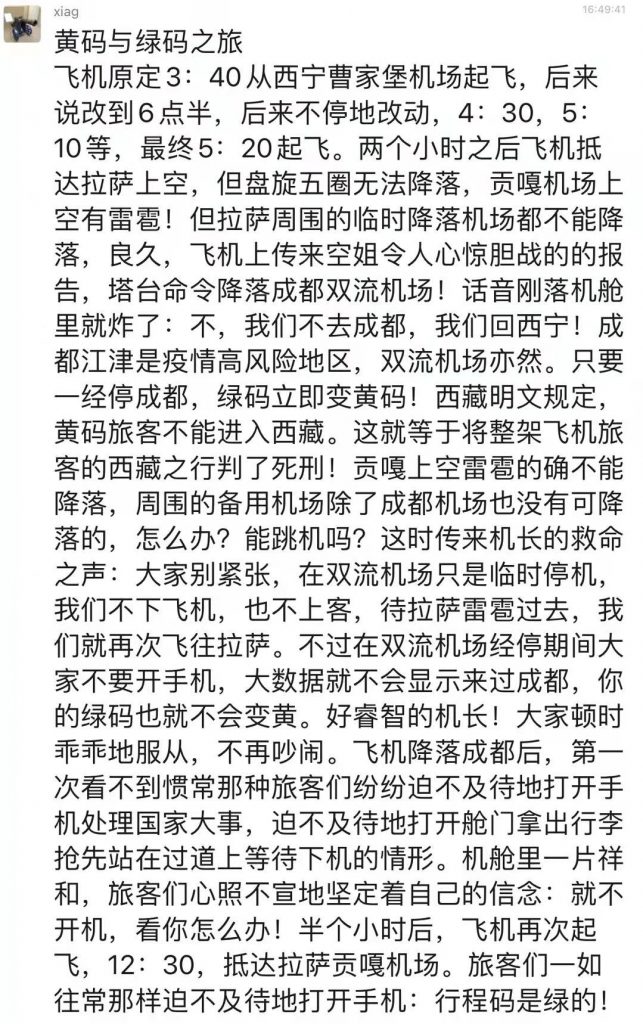 xiag
16:49:41
黄码与绿码之旅
飞机原定3：40从西宁曹家堡机场起飞，后来
说改到6点半，后来不停地改动，4：30，5：
10等，最终5：20起飞。两个小时之后飞机抵
达拉萨上空，但盘旋五圈无法降落，贡嘎机场上
空有雷雹！但拉萨周围的临时降落机场都不能降
落，良久，飞机上传来空姐令人心惊胆战的的报
告，塔台命令降落成都双流机场！话音刚落机舱
里就炸了：不，我们不去成都，我们回西宁！成
都江津是疫情高风险地区，双流机场亦然。只要
一经停成都，绿码立即变黄码！西藏明文规定，
黄码旅客不能进入西藏。这就等于将整架飞机旅
客的西藏之行判了死刑！贡嘎上空雷雹的确不能
降落，周围的备用机场除了成都机场也没有可降
落的，怎么办？能跳机吗？这时传来机长的救命
之声：大家别紧张，在双流机场只是临时停机，
我们不下飞机，也不上客，待拉萨雷雹过去，我
们就再次飞往拉萨。不过在双流机场经停期间大
家不要开手机，大数据就不会显示来过成都，你
的绿码也就不会变黄。好睿智的机长！大家顿时
乖乖地服从，不再吵闹。飞机降落成都后，第一
次看不到惯常那种旅客们纷纷迫不及待地打开手
机处理国家大事，迫不及待地打开舱门拿出行李
抢先站在过道上等待下机的情形。机舱里一片祥
和，旅客们心照不宣地坚定着自己的信念：就不
开机，看你怎么办！半个小时后，飞机再次起
飞，12：30，抵达拉萨贡嘎机场。旅客们一如
往常那样迫不及待地打开手机：行程码是绿的！